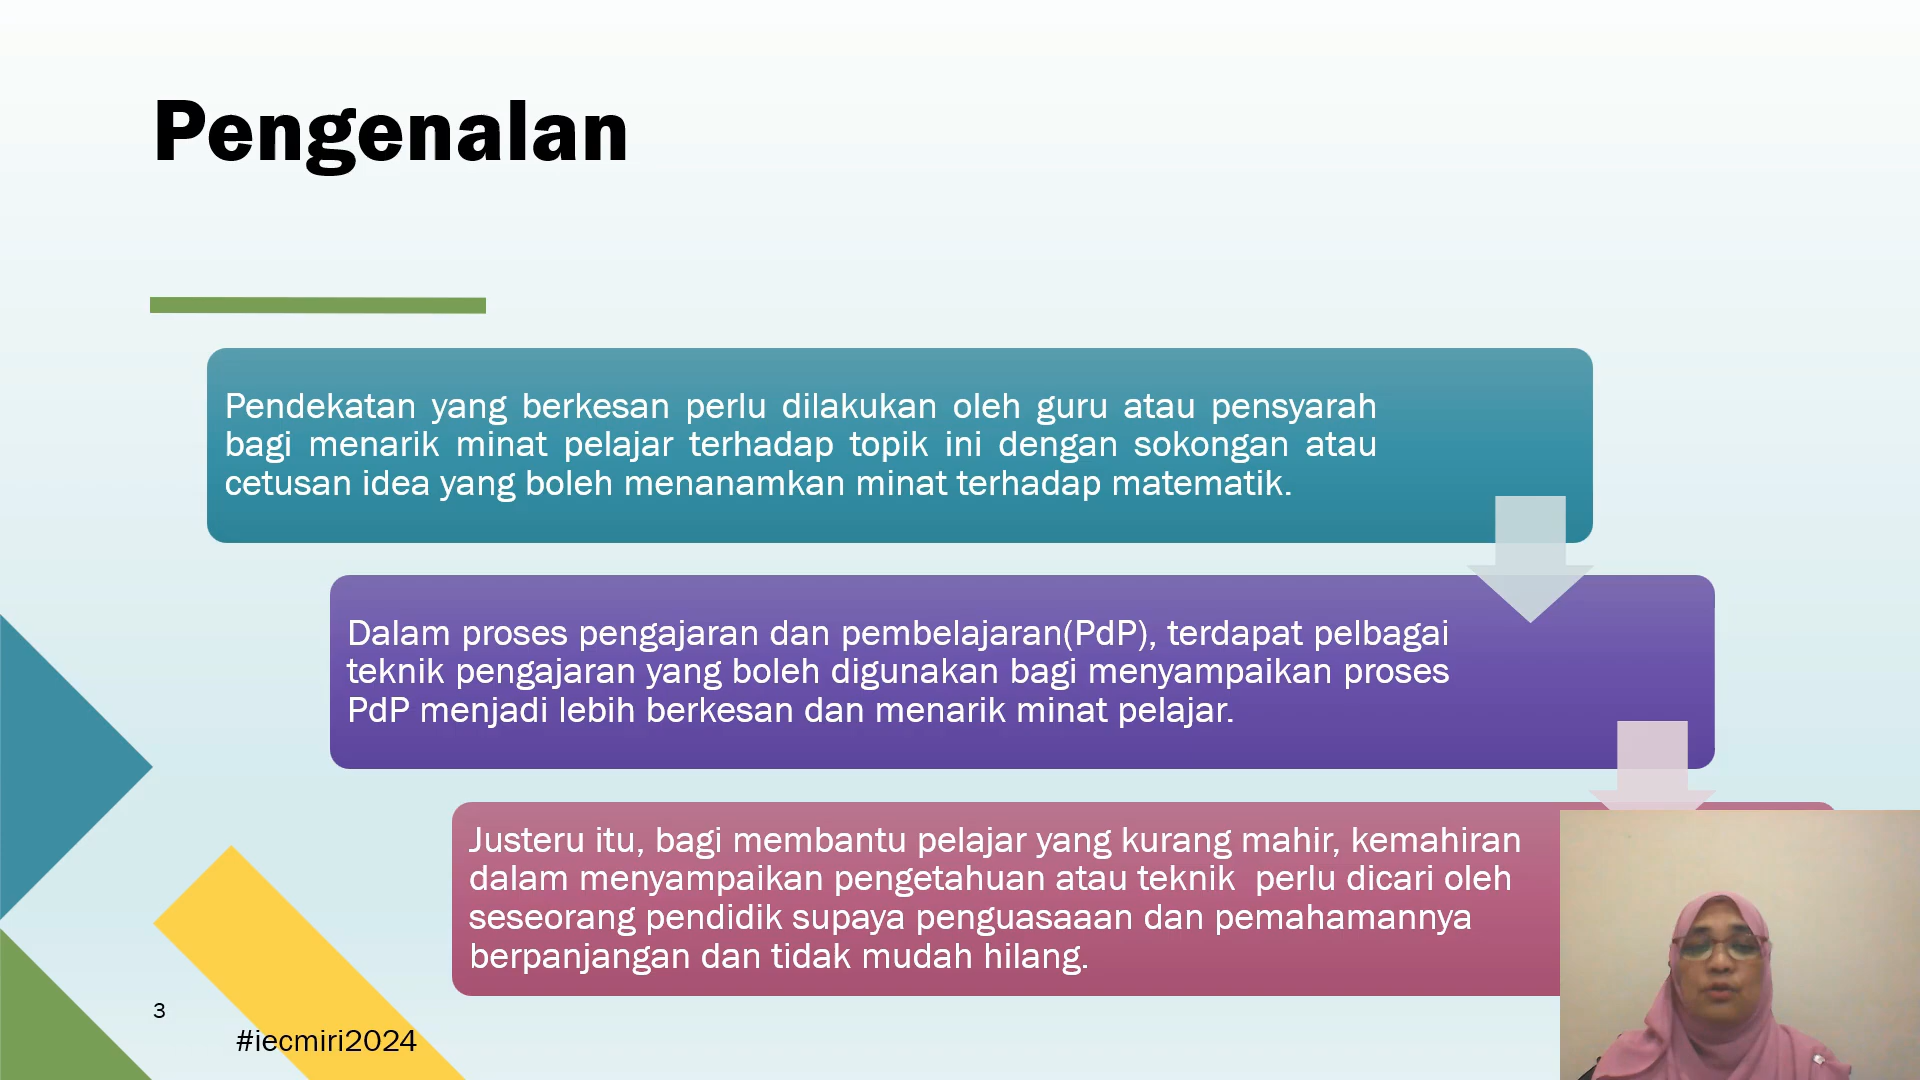 Pengenalan
Pendekatan yang berkesan perlu dilakukan oleh guru atau pensyarah
bagi menarik minat pelajar terhadap topik ini dengan sokongan atau
cetusan idea yang boleh menanamkan minat terhadap matematik.
Dalam proses pengajaran dan pembelajaran(PdP), terdapat pelbagai
teknik pengajaran yang boleh digunakan bagi menyampaikan proses
PdP menjadi lebih berkesan dan menarik minat pelajar.
Justeru itu, bagi membantu pelajar yang kurang mahir, kemahiran
dalam menyampaikan pengetahuan atau teknik  perlu dicari oleh
seseorang pendidik supaya penguasaaan dan pemahamannya
berpanjangan dan tidak mudah hilang.
3
#iecmiri2024